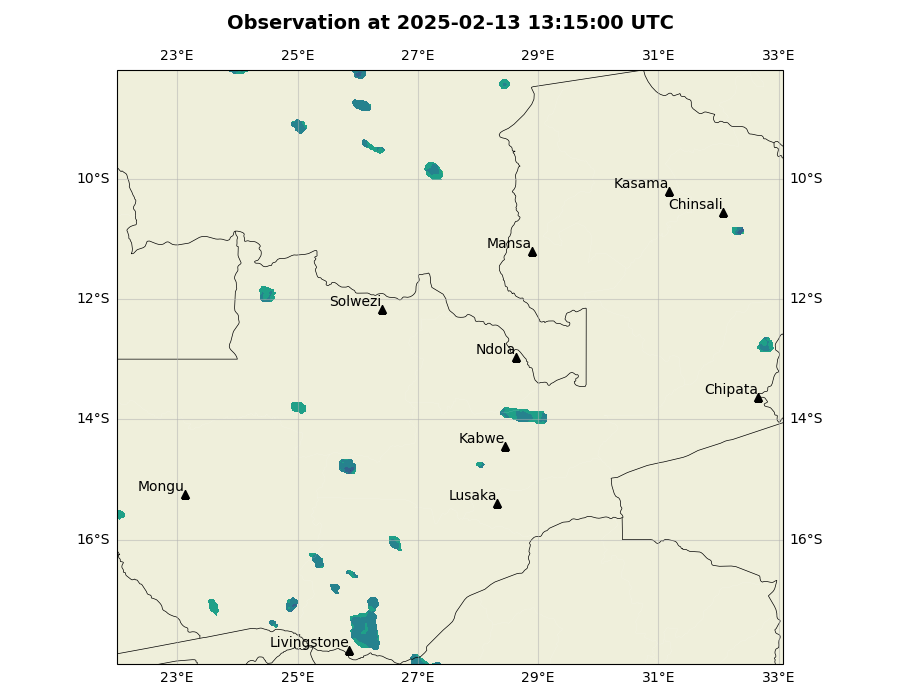 Observation at 2025-02-13 13:15:00 UTC
23°E 25°E 27°E 29°E 31°E 33°E
10°S 10°S
Kasama
Chinsali
Mansa
12°S 12°S
Solwezi
Ndola
Chipata
14°S 14°S
Kabwe
Mongu
Lusaka
16°S 16°S
Livingstone
23°E 25°E 27°E 29°E 31°E 33°E